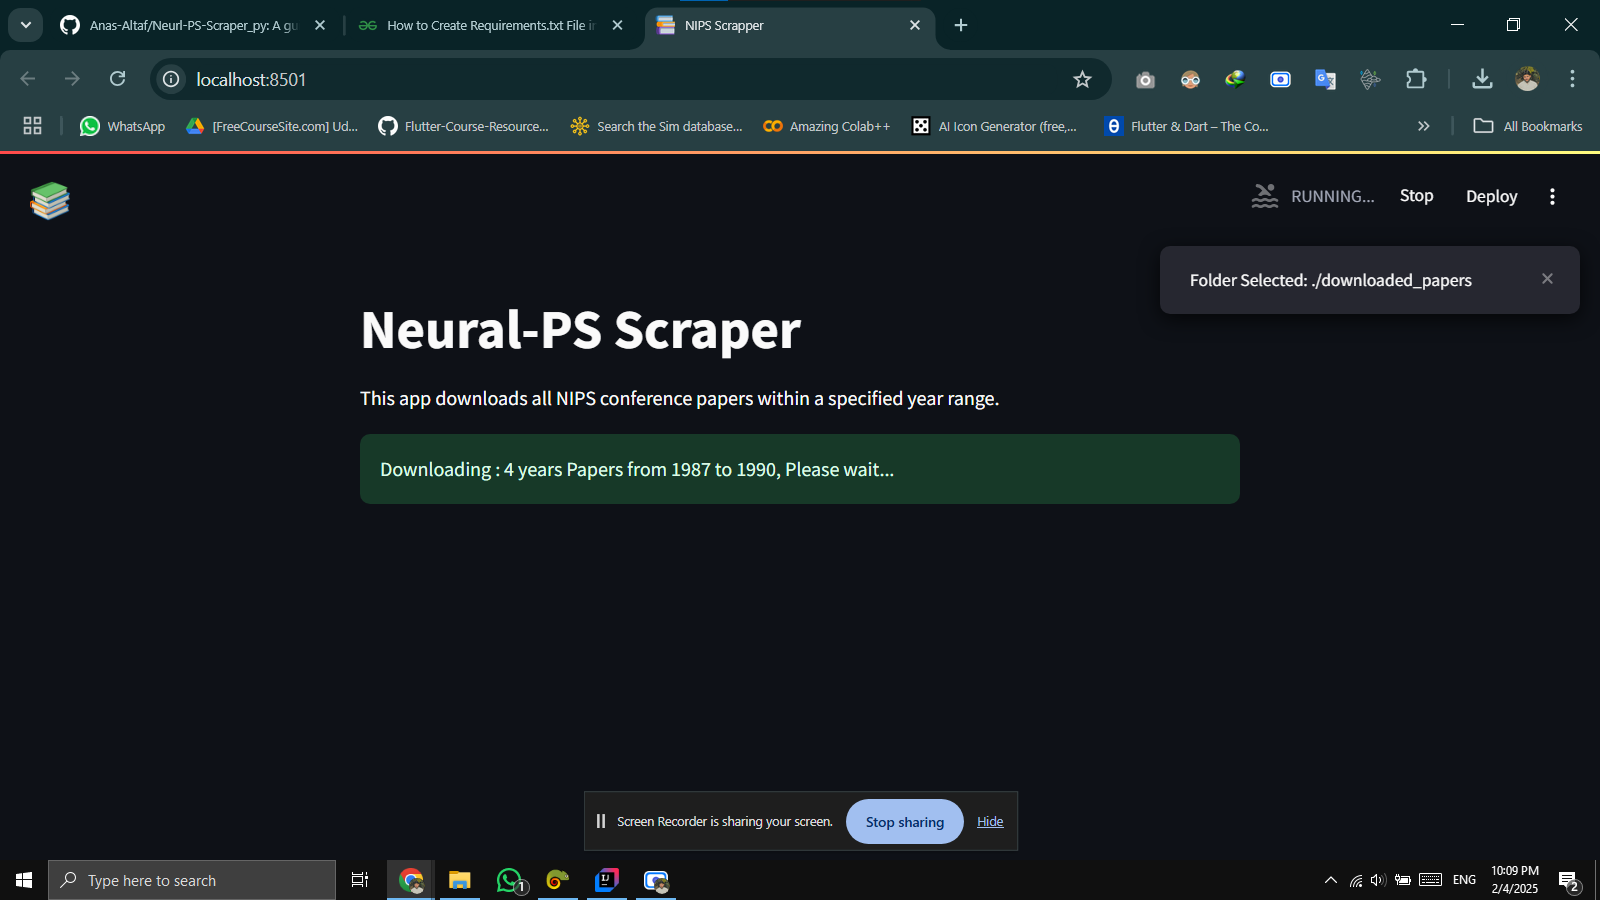 Anas-Altaf/Neurl-PS-Scraper_py: A gu
How to Create Requirements.txt File in
NIPS Scrapper
localhost:8501
WhatsApp
[FreeCourseSite.com] Ud...
Flutter-Course-Resource...
Search the Sim database...
Amazing Colab++
AI Icon Generator (free,...
Flutter & Dart – The Co...
All Bookmarks
RUNNING...
Stop
Deploy
Folder Selected: ./downloaded_papers
Neural-PS Scraper
This app downloads all NIPS conference papers within a specified year range.
Downloading : 4 years Papers from 1987 to 1990, Please wait...
Screen Recorder is sharing your screen.
Stop sharing
Hide
Type here to search
1
ENG
10:09 PM
2/4/2025
2